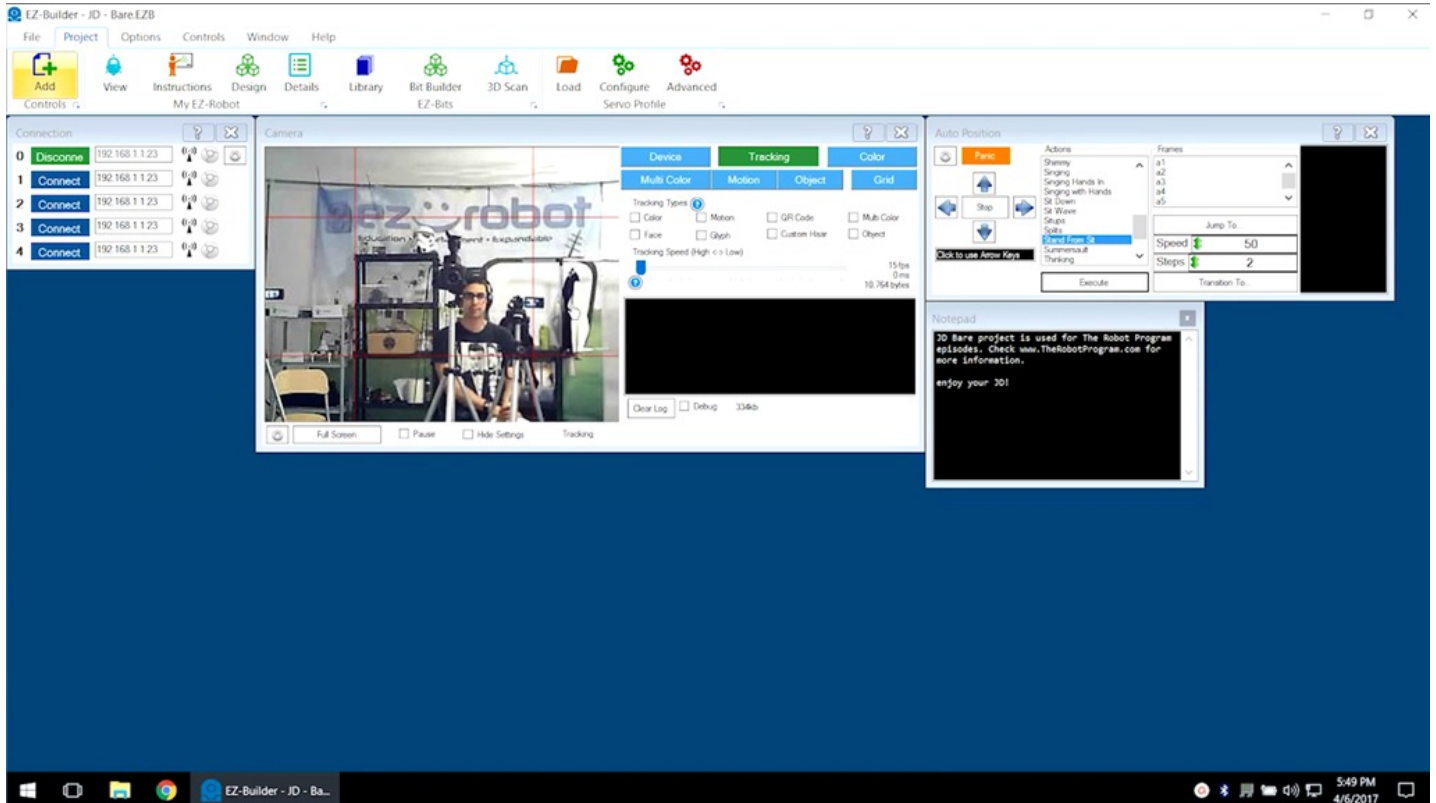 EZ-Builder - JD - Bare.EZB
File Project Options Controls Window Help
Add View Instructions Design Details Library Bit Builder 3D Scan Load Configure Advanced
Controls My EZ-Robot EZ-Bits Servo Profile
Connection
0 Disconne 192.168.1.1:23
1 Connect 192.168.1.1:23
2 Connect 192.168.1.1:23
3 Connect 192.168.1.1:23
4 Connect 192.168.1.1:23
Camera
ez robot
Education
Expandable
Device Tracking Color
Multi Color Motion Object Grid
Tracking Types
Color Motion QR Code Multi Color
Face Glyph Custom Haar Object
Tracking Speed (High <-> Low)
15 fps
0 ms
10,764 bytes
Clear Log Debug 334kb
Full Screen Pause Hide Settings Tracking
Auto Position
Panic
Stop
Click to use Arrow Keys
Actions
Shimmy
Singing
Singing Hands In
Singing with Hands
Sit Down
Sit Wave
Situps
Splits
Stand From Sit
Summersault
Thinking
Execute
Frames
a1
a2
a3
a4
a5
Jump To...
Speed 50
Steps 2
Transition To...
Notepad
JD Bare project is used for The Robot Program
episodes. Check www.TheRobotProgram.com for
more information.
enjoy your JD!
EZ-Builder - JD - Ba...
5:49 PM
4/6/2017